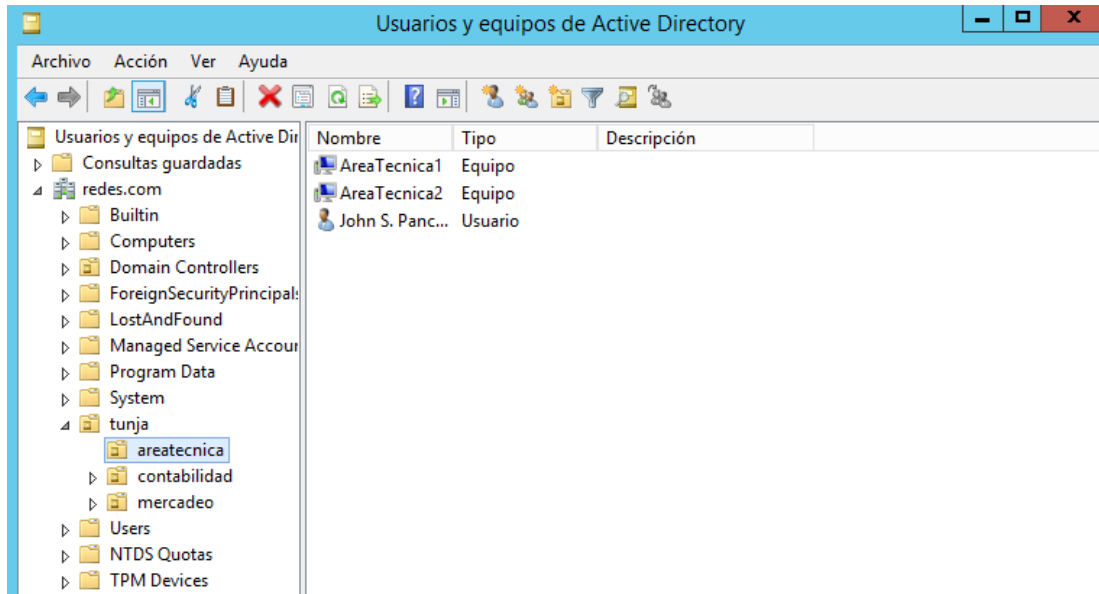 Usuarios y equipos de Active Directory
Archivo Acción Ver Ayuda
Usuarios y equipos de Active Dir
Nombre Tipo Descripción
Consultas guardadas
redes.com
Builtin
Computers
Domain Controllers
ForeignSecurityPrincipals
LostAndFound
Managed Service Accour
Program Data
System
tunja
areatecnica
contabilidad
mercadeo
Users
NTDS Quotas
TPM Devices
AreaTecnica1 Equipo
AreaTecnica2 Equipo
John S. Panc... Usuario